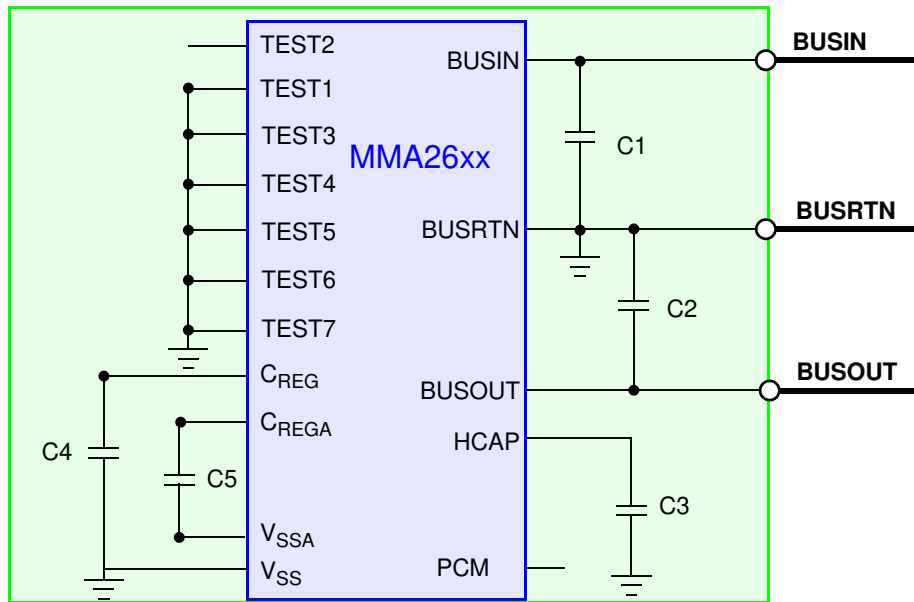 TEST2
TEST1
TEST3
TEST4
TEST5
TEST6
TEST7
CREG
CREGA
VSSA
VSS
C4
C5
MMA26xx
BUSIN
BUSRTN
BUSOUT
HCAP
PCM
C1
C2
C3
BUSIN
BUSRTN
BUSOUT